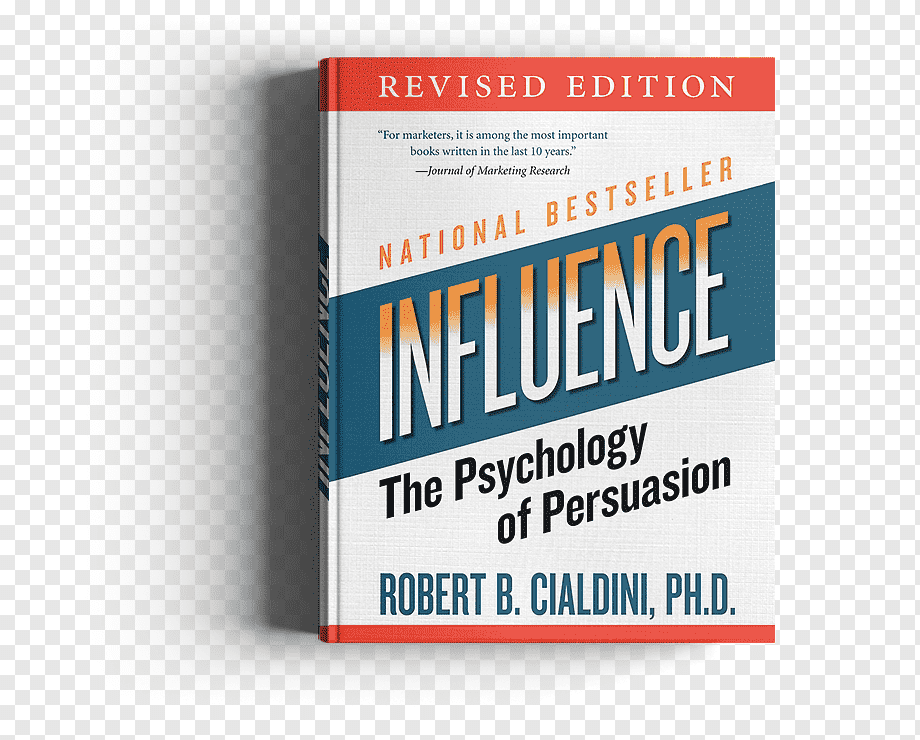 REVISED EDITION
“For marketers, it is among the most important
books written in the last 10 years.”
—Journal of Marketing Research
NATIONAL BESTSELLER
INFLUENCE
The Psychology
of Persuasion
ROBERT B. CIALDINI, PH.D.
INFLUENCE